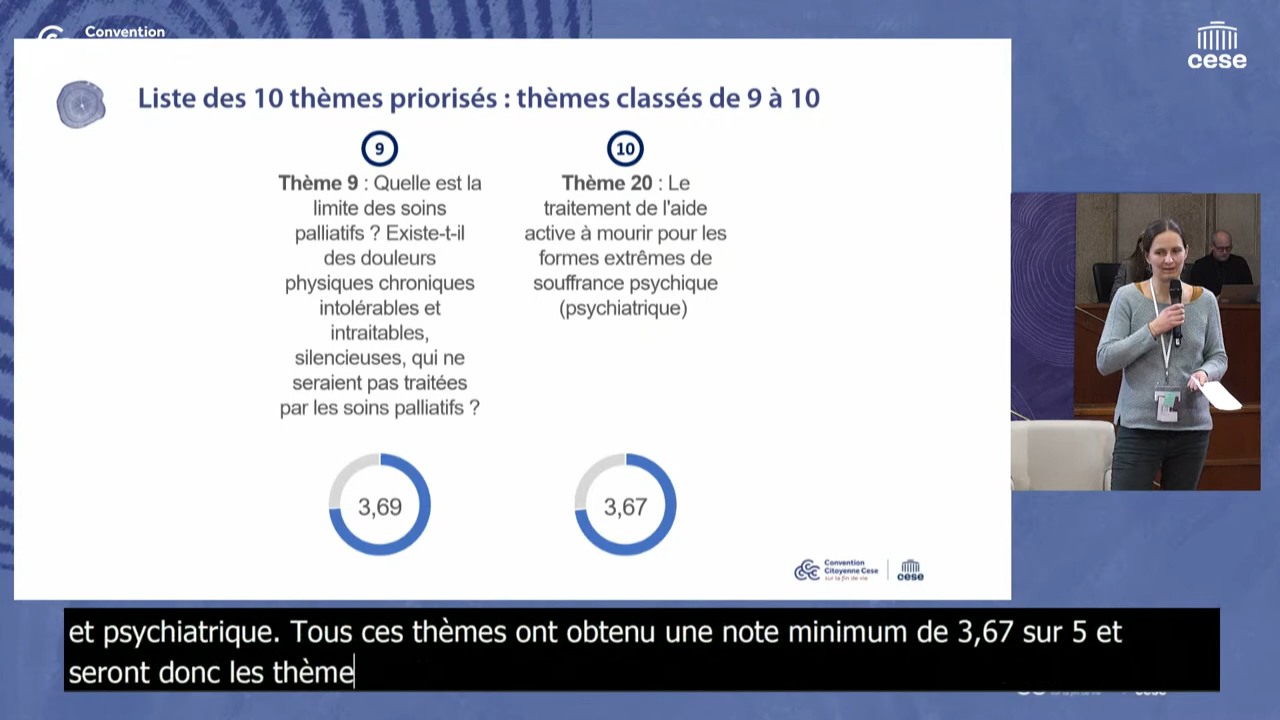 Convention
cese
Liste des 10 thèmes priorisés : thèmes classés de 9 à 10
9
Thème 9 : Quelle est la
limite des soins
palliatifs ? Existe-t-il
des douleurs
physiques chroniques
intolérables et
intraitables,
silencieuses, qui ne
seraient pas traitées
par les soins palliatifs ?
3,69
10
Thème 20 : Le
traitement de l'aide
active à mourir pour les
formes extrêmes de
souffrance psychique
(psychiatrique)
3,67
Convention
Citoyenne Cese
sur la fin de vie
cese
et psychiatrique. Tous ces thèmes ont obtenu une note minimum de 3,67 sur 5 et
seront donc les thème